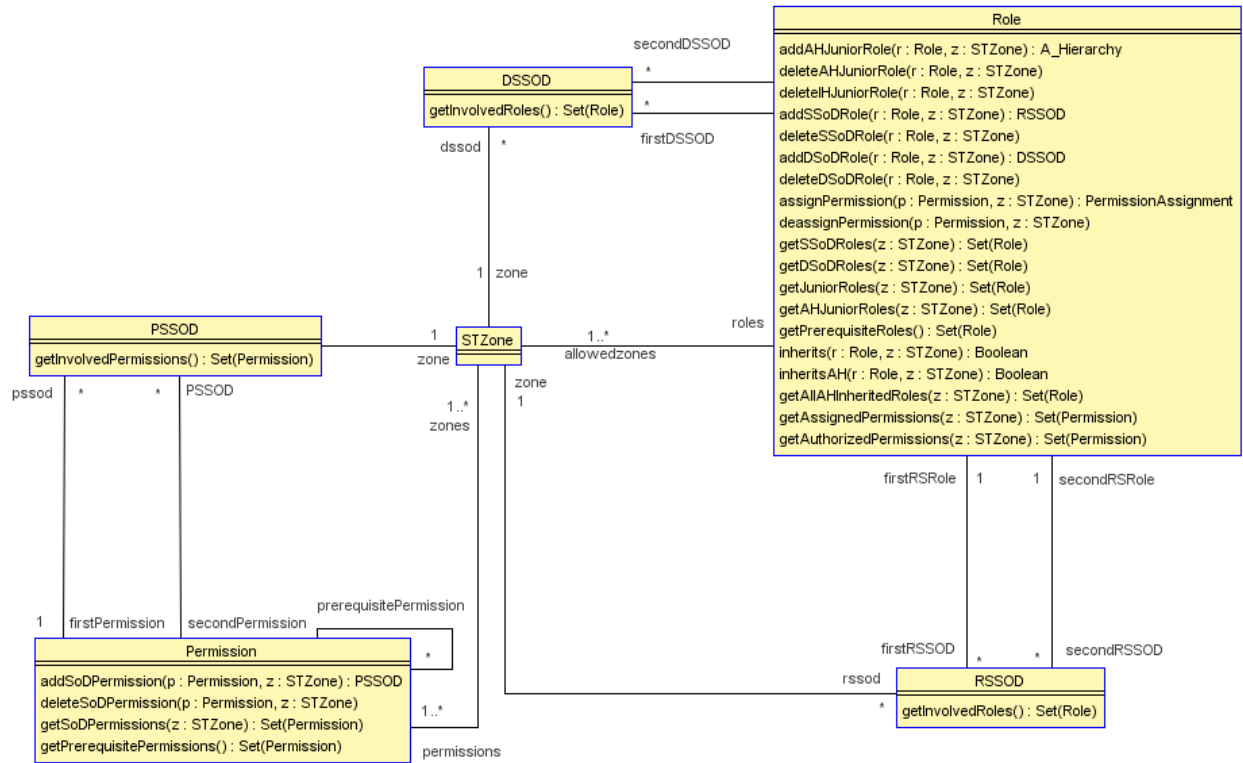 Role
addAHJuniorRole(r : Role, z : STZone) : A_Hierarchy
deleteAHJuniorRole(r : Role, z : STZone)
deleteIHJuniorRole(r : Role, z : STZone)
addSSoDRole(r : Role, z : STZone) : RSSOD
deleteSSoDRole(r : Role, z : STZone)
addDSoDRole(r : Role, z : STZone) : DSSOD
deleteDSoDRole(r : Role, z : STZone)
assignPermission(p : Permission, z : STZone) : PermissionAssignment
deassignPermission(p : Permission, z : STZone)
getSSoDRoles(z : STZone) : Set(Role)
getDSoDRoles(z : STZone) : Set(Role)
getJuniorRoles(z : STZone) : Set(Role)
getAHJuniorRoles(z : STZone) : Set(Role)
getPrerequisiteRoles() : Set(Role)
inherits(r : Role, z : STZone) : Boolean
inheritsAH(r : Role, z : STZone) : Boolean
getAllAHInheritedRoles(z : STZone) : Set(Role)
getAssignedPermissions(z : STZone) : Set(Permission)
getAuthorizedPermissions(z : STZone) : Set(Permission)
secondDSSOD
*
DSSOD
getInvolvedRoles() : Set(Role)
*
firstDSSOD
dssod *
1 zone
PSSOD
getInvolvedPermissions() : Set(Permission)
1
zone
STZone
1..*
allowedzones
roles
zone
1
pssod * * PSSOD
1..*
zones
firstRSRole 1 1 secondRSRole
prerequisitePermission
*
1 firstPermission secondPermission
Permission
addSoDPermission(p : Permission, z : STZone) : PSSOD
deleteSoDPermission(p : Permission, z : STZone)
getSoDPermissions(z : STZone) : Set(Permission)
getPrerequisitePermissions() : Set(Permission)
1..*
permissions
firstRSSOD * * secondRSSOD
rssod
*
RSSOD
getInvolvedRoles() : Set(Role)